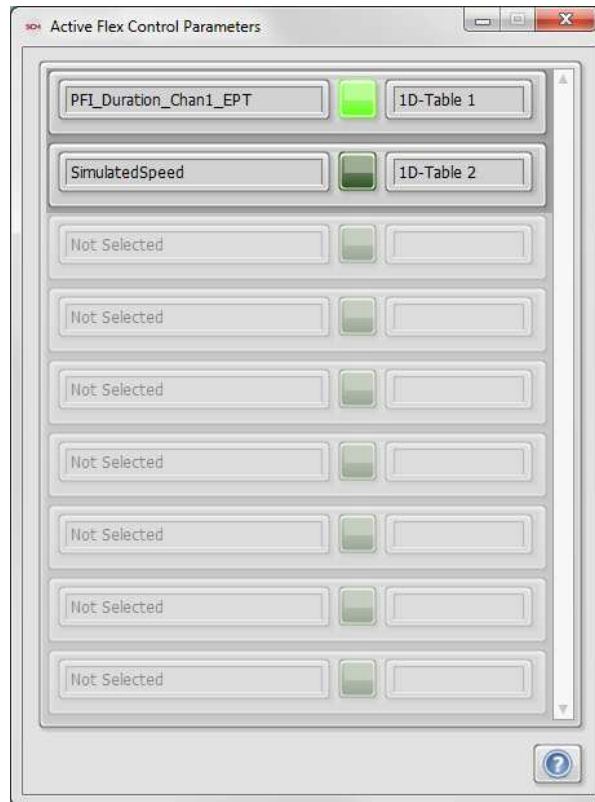 SCM Active Flex Control Parameters
PFI_Duration_Chan1_EPT 1D-Table 1
SimulatedSpeed 1D-Table 2
Not Selected
Not Selected
Not Selected
Not Selected
Not Selected
Not Selected
Not Selected